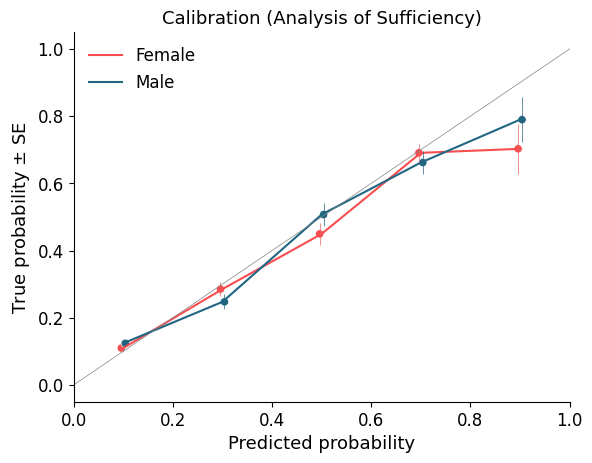 Calibration (Analysis of Sufficiency)
Female
Male
True probability ± SE
1.0
0.8
0.6
0.4
0.2
0.0
0.0 0.2 0.4 0.6 0.8 1.0
Predicted probability